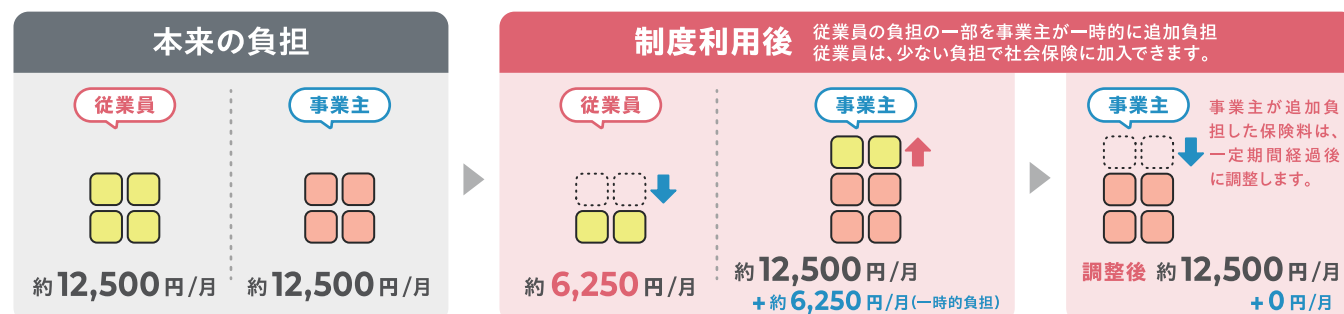 本来の負担
従業員
事業主
約12,500円/月
約12,500円/月
制度利用後
従業員の負担の一部を事業主が一時的に追加負担
従業員は、少ない負担で社会保険に加入できます。
従業員
事業主
約6,250円/月
約12,500円/月
+約6,250円/月(一時的負担)
事業主
事業主が追加負
担した保険料は、
一定期間経過後
に調整します。
調整後 約12,500円/月
+0円/月